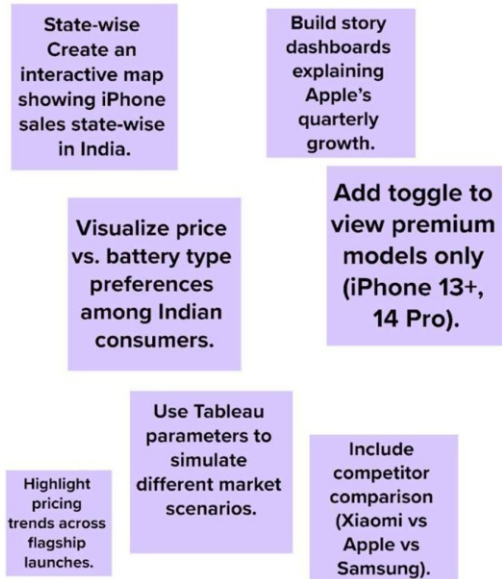 State-wise
Create an
interactive map
showing iPhone
sales state-wise
in India.
Build story
dashboards
explaining
Apple's
quarterly
growth.
Visualize price
vs. battery type
preferences
among Indian
consumers.
Add toggle to
view premium
models only
(iPhone 13+,
14 Pro).
Use Tableau
parameters to
simulate
different market
scenarios.
Highlight
pricing
trends across
flagship
launches.
Include
competitor
comparison
(Xiaomi vs
Apple vs
Samsung).